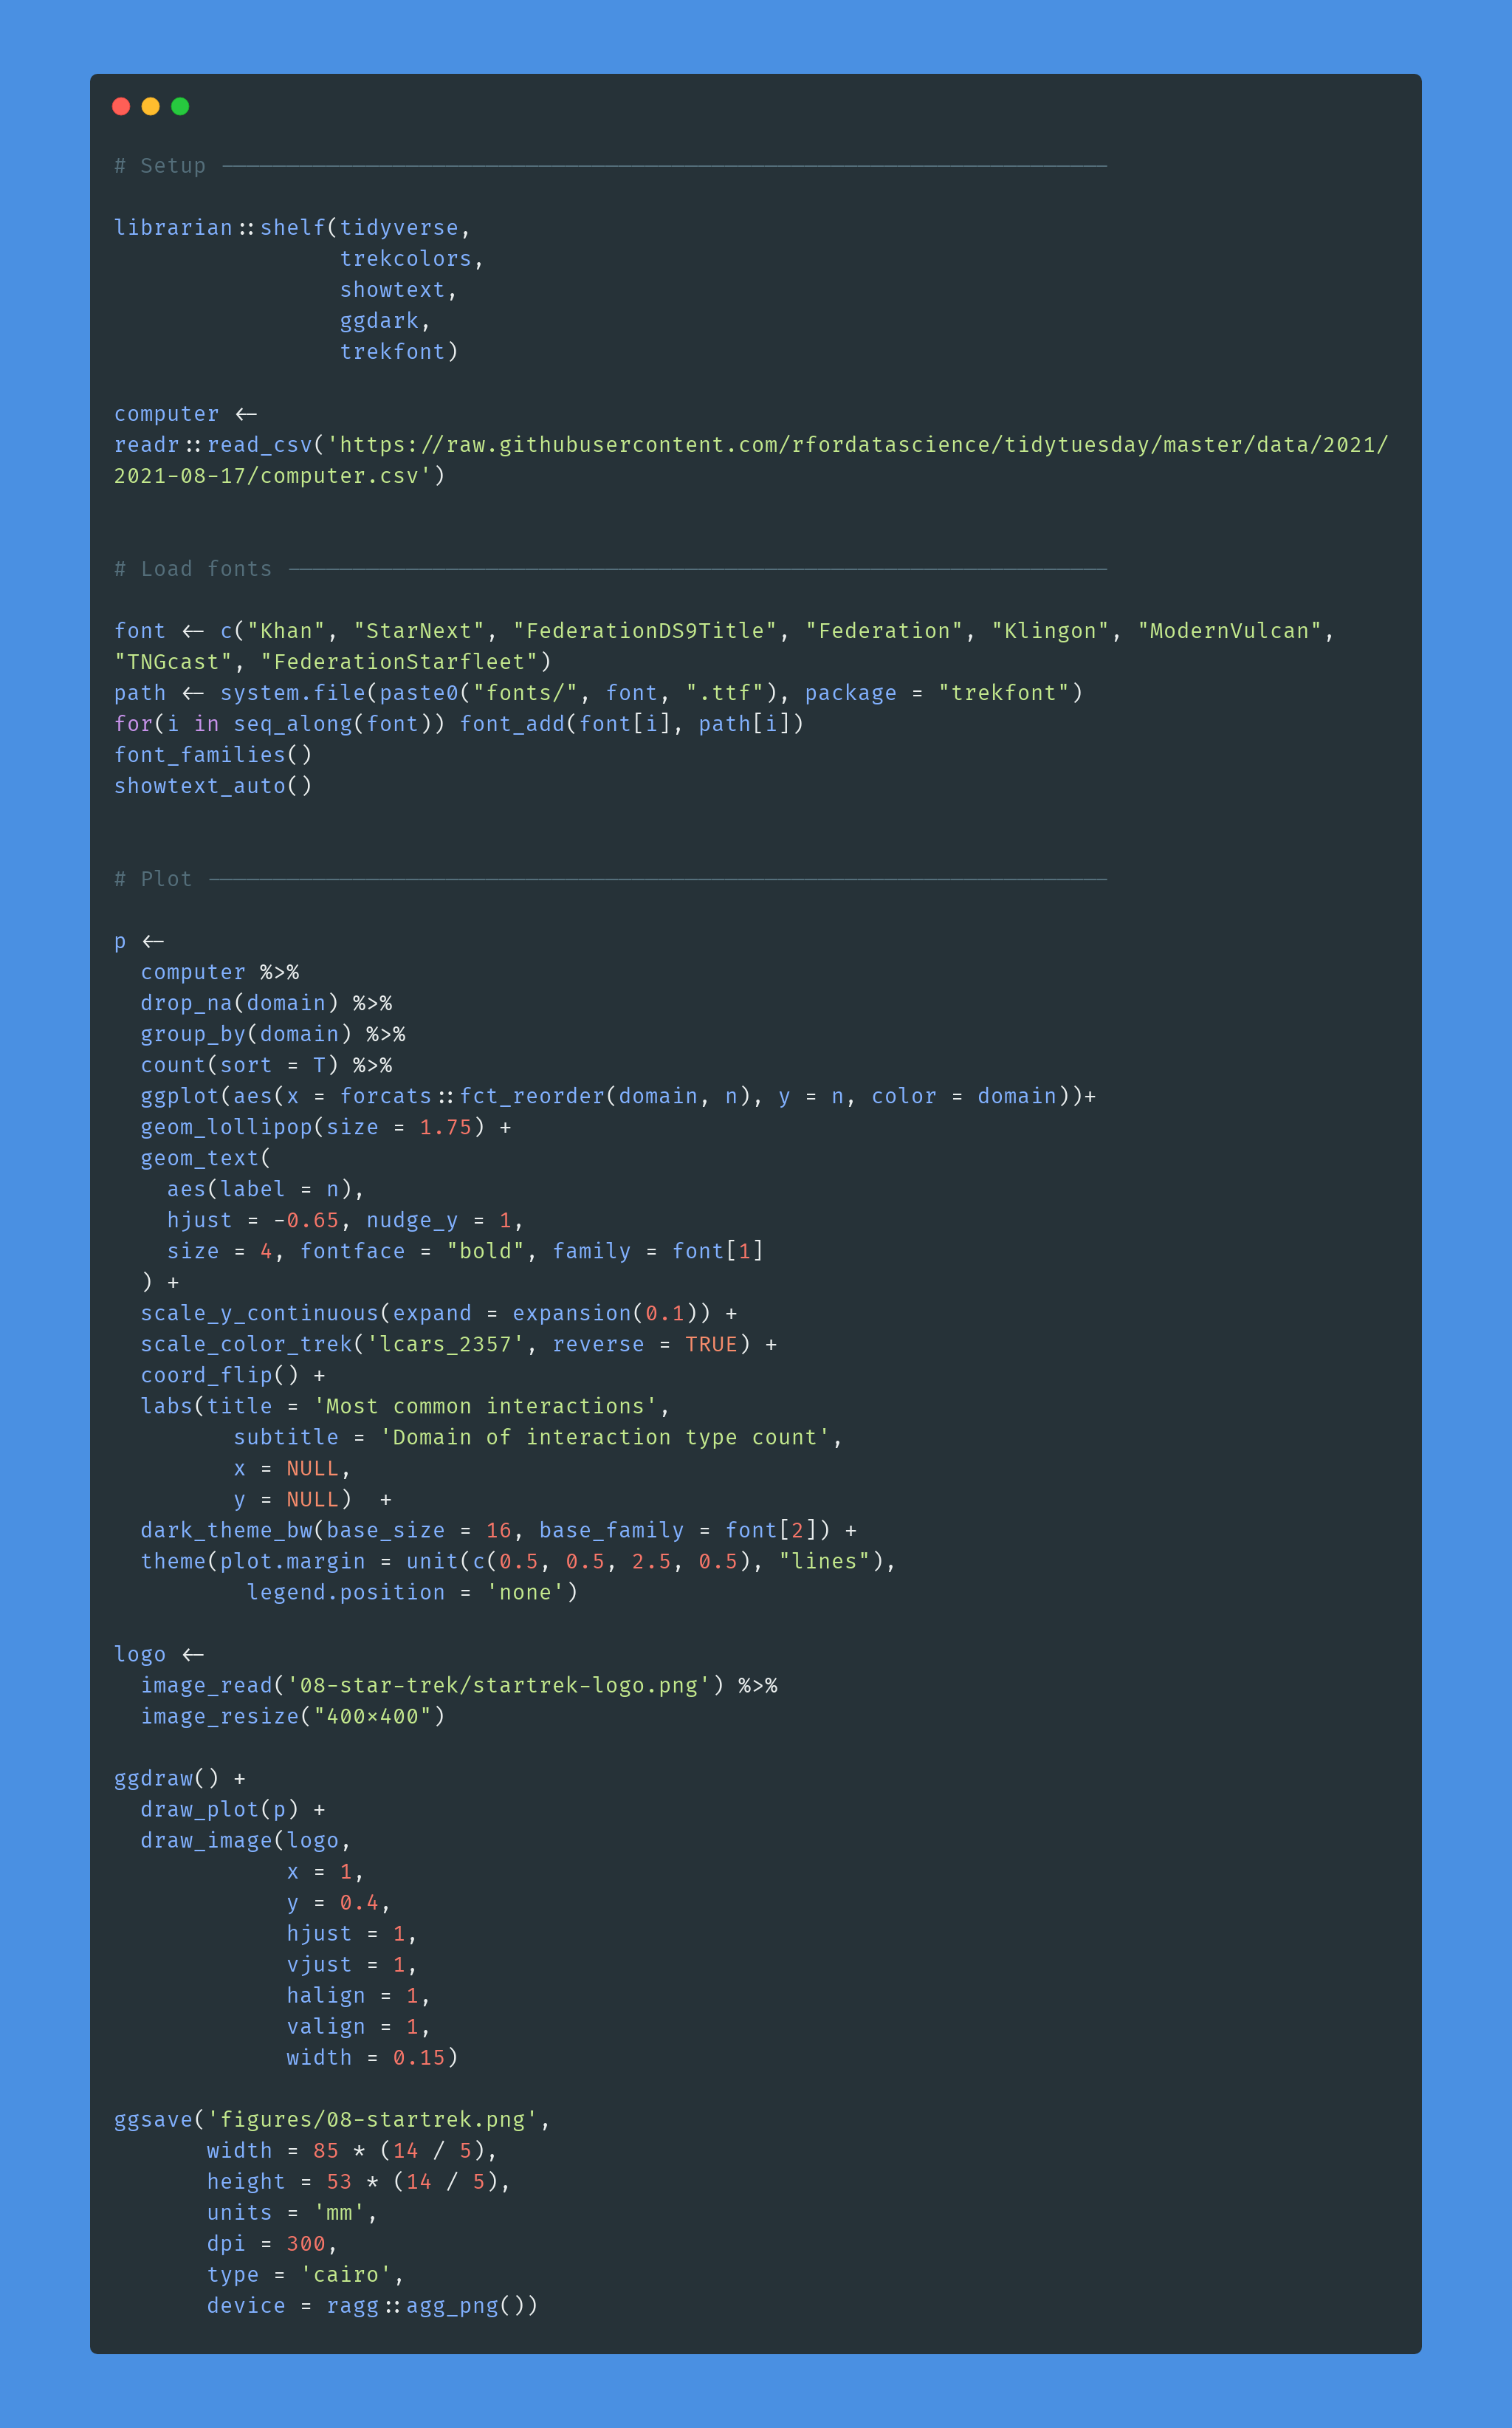 # Setup -------------------------------------------------------------------
librarian::shelf(tidyverse,
                 trekcolors,
                 showtext,
                 ggdark,
                 trekfont)
computer <-
readr::read_csv('https://raw.githubusercontent.com/rfordatascience/tidytuesday/master/data/2021/
2021-08-17/computer.csv')
# Load fonts --------------------------------------------------------------
font <- c("Khan", "StarNext", "FederationDS9Title", "Federation", "Klingon", "ModernVulcan",
"TNGcast", "FederationStarfleet")
path <- system.file(paste0("fonts/", font, ".ttf"), package = "trekfont")
for(i in seq_along(font)) font_add(font[i], path[i])
font_families()
showtext_auto()
# Plot --------------------------------------------------------------------
p <-
  computer %>%
  drop_na(domain) %>%
  group_by(domain) %>%
  count(sort = T) %>%
  ggplot(aes(x = forcats::fct_reorder(domain, n), y = n, color = domain))+
  geom_lollipop(size = 1.75) +
  geom_text(
    aes(label = n),
    hjust = -0.65, nudge_y = 1,
    size = 4, fontface = "bold", family = font[1]
  ) +
  scale_y_continuous(expand = expansion(0.1)) +
  scale_color_trek('lcars_2357', reverse = TRUE) +
  coord_flip() +
  labs(title = 'Most common interactions',
         subtitle = 'Domain of interaction type count',
         x = NULL,
         y = NULL)  +
  dark_theme_bw(base_size = 16, base_family = font[2]) +
  theme(plot.margin = unit(c(0.5, 0.5, 2.5, 0.5), "lines"),
          legend.position = 'none')
logo <-
  image_read('08-star-trek/startrek-logo.png') %>%
  image_resize("400x400")
ggdraw() +
  draw_plot(p) +
  draw_image(logo,
             x = 1,
             y = 0.4,
             hjust = 1,
             vjust = 1,
             halign = 1,
             valign = 1,
             width = 0.15)
ggsave('figures/08-startrek.png',
       width = 85 * (14 / 5),
       height = 53 * (14 / 5),
       units = 'mm',
       dpi = 300,
       type = 'cairo',
       device = ragg::agg_png())